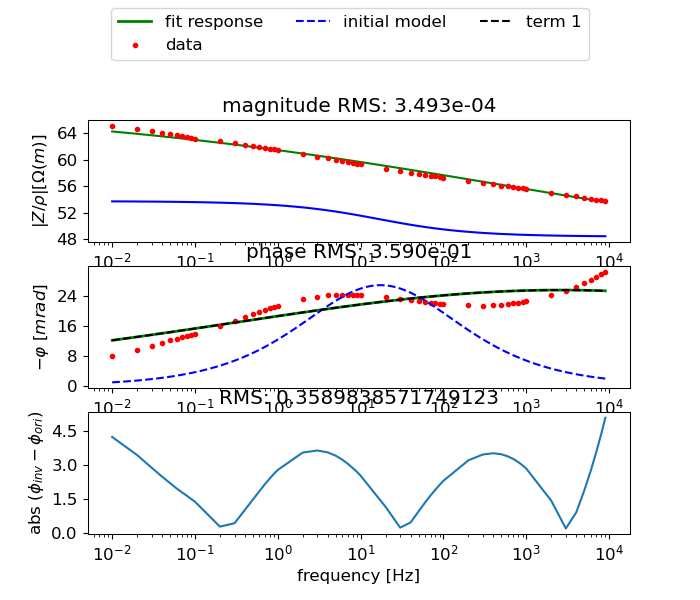 fit response initial model term 1
data
magnitude RMS: 3.493e-04
|Z/ρ|[Ω(m)]
64
60
56
52
48
10⁻² 10⁻¹ 10⁰ 10¹ 10² 10³ 10⁴
phase RMS: 3.590e-01
-φ [mrad]
24
16
8
0
10⁻² 10⁻¹ 10⁰ 10¹ 10² 10³ 10⁴
RMS: 0.3589838571749123
abs (ϕ_inv − ϕ_ori)
4.5
3.0
1.5
0.0
10⁻² 10⁻¹ 10⁰ 10¹ 10² 10³ 10⁴
frequency [Hz]